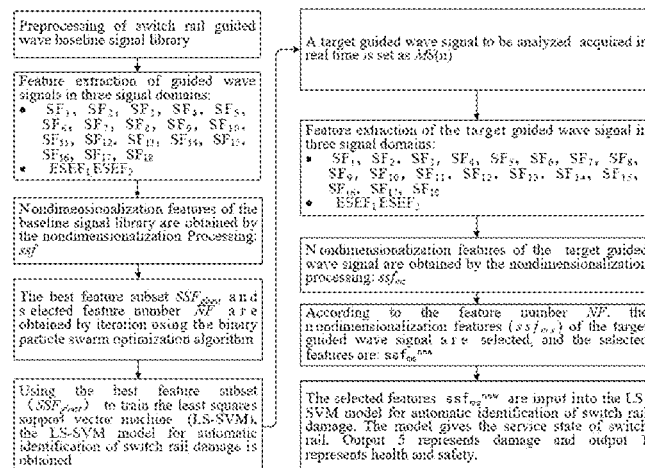 Preprocessing of switch rail guided
wave baseline signal library
Feature extraction of guided wave
signals in three signal domains:
• SF₁, SF₂, SF₃, SF₄, SF₅,
SF₆, SF₇, SF₈, SF₉, SF₁₀,
SF₁₁, SF₁₂, SF₁₃, SF₁₄, SF₁₅,
SF₁₆, SF₁₇, SF₁₈
• ESEF₁ ESEF₂
Nondimensionalization features of the
baseline signal library are obtained by
the nondimensionalization Processing:
ssf
The best feature subset and
selected feature number NF are
obtained by iteration using the binary
particle swarm optimization algorithm
Using the best feature subset
to train the least squares
support vector machine (LS-SVM),
the LS-SVM model for automatic
identification of switch rail damage is
obtained
A target guided wave signal to be analyzed acquired in
real time is set as MS(n)
Feature extraction of the target guided wave signal in
three signal domains:
• SF₁, SF₂, SF₃, SF₄, SF₅, SF₆, SF₇, SF₈,
SF₉, SF₁₀, SF₁₁, SF₁₂, SF₁₃, SF₁₄, SF₁₅,
SF₁₆, SF₁₇, SF₁₈
• ESEF₁ ESEF₂
Nondimensionalization features of the target guided
wave signal are obtained by the nondimensionalization
processing:
According to the feature number NF, the
nondimensionalization features of the target
guided wave signal are selected, and the selected
features are:
The selected features are input into the LS-
SVM model for automatic identification of switch rail
damage. The model gives the service state of switch
rail. Output 5 represents damage and output 1
represents health and safety.